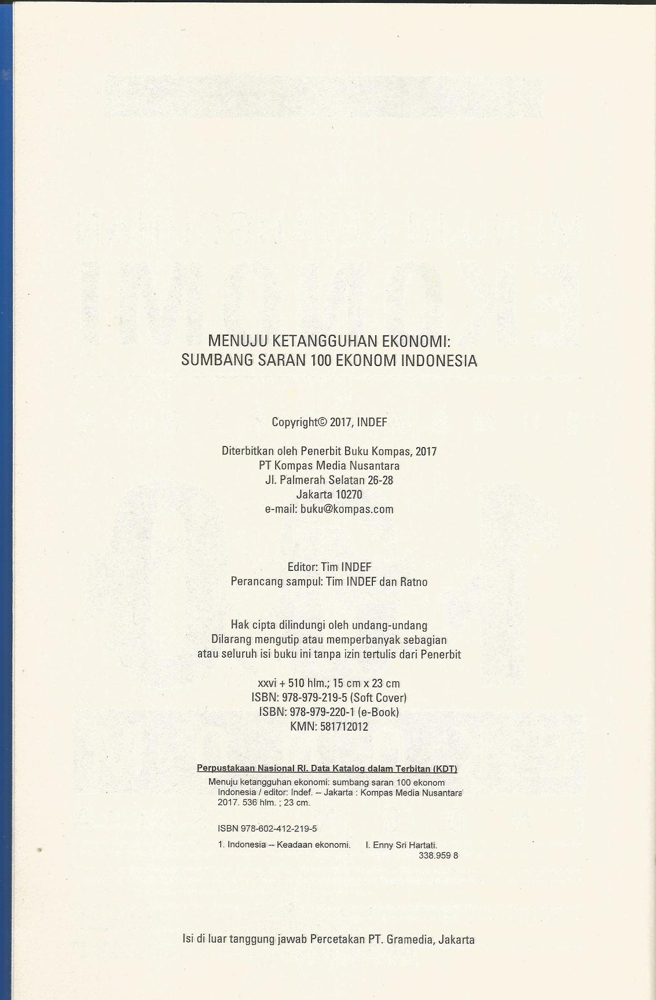 MENUJU KETANGGUHAN EKONOMI:
SUMBANG SARAN 100 EKONOM INDONESIA
Copyright© 2017, INDEF
Diterbitkan oleh Penerbit Buku Kompas, 2017
PT Kompas Media Nusantara
Jl. Palmerah Selatan 26-28
Jakarta 10270
e-mail: buku@kompas.com
Editor: Tim INDEF
Perancang sampul: Tim INDEF dan Ratno
Hak cipta dilindungi oleh undang-undang
Dilarang mengutip atau memperbanyak sebagian
atau seluruh isi buku ini tanpa izin tertulis dari Penerbit
xxvi + 510 hlm.; 15 cm x 23 cm
ISBN: 978-979-219-5 (Soft Cover)
ISBN: 978-979-220-1 (e-Book)
KMN: 581712012
Perpustakaan Nasional RI. Data Katalog dalam Terbitan (KDT)
Menuju ketangguhan ekonomi: sumbang saran 100 ekonom
Indonesia / editor: Indef. -- Jakarta : Kompas Media Nusantara
2017. 536 hlm. ; 23 cm.
ISBN 978-602-412-219-5
1. Indonesia -- Keadaan ekonomi. I. Enny Sri Hartati.
338.959 8
Isi di luar tanggung jawab Percetakan PT. Gramedia, Jakarta